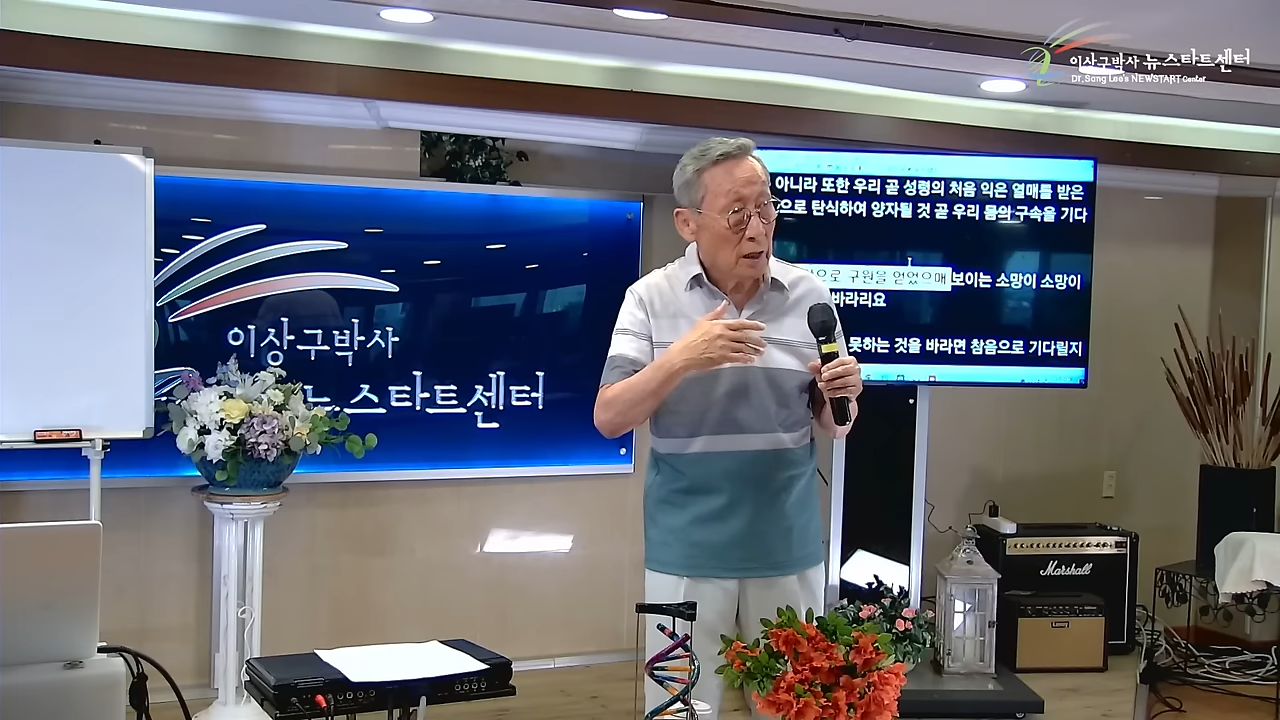 이상구박사 뉴스타트센터
Dr. Sang Lee's NEWSTART Center
아니라 또한 우리 곧 성령의 처음 익은 열매를 받은
으로 탄식하여 양자될 것 곧 우리 몸의 구속을 기다
으로 구원을 얻었으매 보이는 소망이 소망이
바라리요
못하는 것을 바라면 참음으로 기다릴지
이상구박사
뉴스타트센터
Marshall
Laney